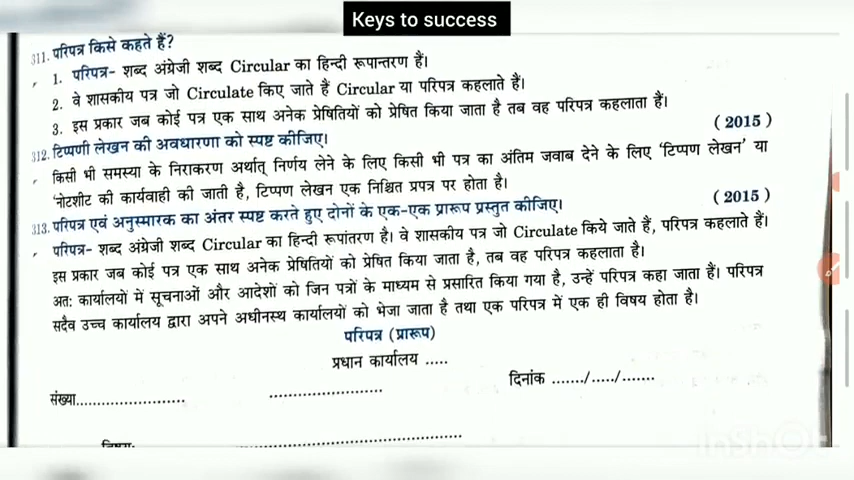 Keys to success
311. परिपत्र किसे कहते हैं?
1. परिपत्र- शब्द अंग्रेजी शब्द Circular का हिन्दी रूपान्तरण हैं।
2. वे शासकीय पत्र जो Circulate किए जाते हैं Circular या परिपत्र कहलाते हैं।
3. इस प्रकार जब कोई पत्र एक साथ अनेक प्रेषितियों को प्रेषित किया जाता है तब वह परिपत्र कहलाता हैं।
312. टिप्पणी लेखन की अवधारणा को स्पष्ट कीजिए। (2015)
किसी भी समस्या के निराकरण अर्थात् निर्णय लेने के लिए किसी भी पत्र का अंतिम जवाब देने के लिए 'टिप्पण लेखन' या
'नोटशीट की कार्यवाही की जाती है, टिप्पण लेखन एक निश्चित प्रपत्र पर होता है।
313. परिपत्र एवं अनुस्मारक का अंतर स्पष्ट करते हुए दोनों के एक-एक प्रारूप प्रस्तुत कीजिए। (2015)
परिपत्र- शब्द अंग्रेजी शब्द Circular का हिन्दी रूपांतरण है। वे शासकीय पत्र जो Circulate किये जाते हैं, परिपत्र कहलाते हैं।
इस प्रकार जब कोई पत्र एक साथ अनेक प्रेषितियों को प्रेषित किया जाता है, तब वह परिपत्र कहलाता है।
अतः कार्यालयों में सूचनाओं और आदेशों को जिन पत्रों के माध्यम से प्रसारित किया गया है, उन्हें परिपत्र कहा जाता हैं। परिपत्र
सदैव उच्च कार्यालय द्वारा अपने अधीनस्थ कार्यालयों को भेजा जाता है तथा एक परिपत्र में एक ही विषय होता है।
परिपत्र (प्रारूप)
प्रधान कार्यालय .....
संख्या........................ ......................... दिनांक ......./...../.......
InShot